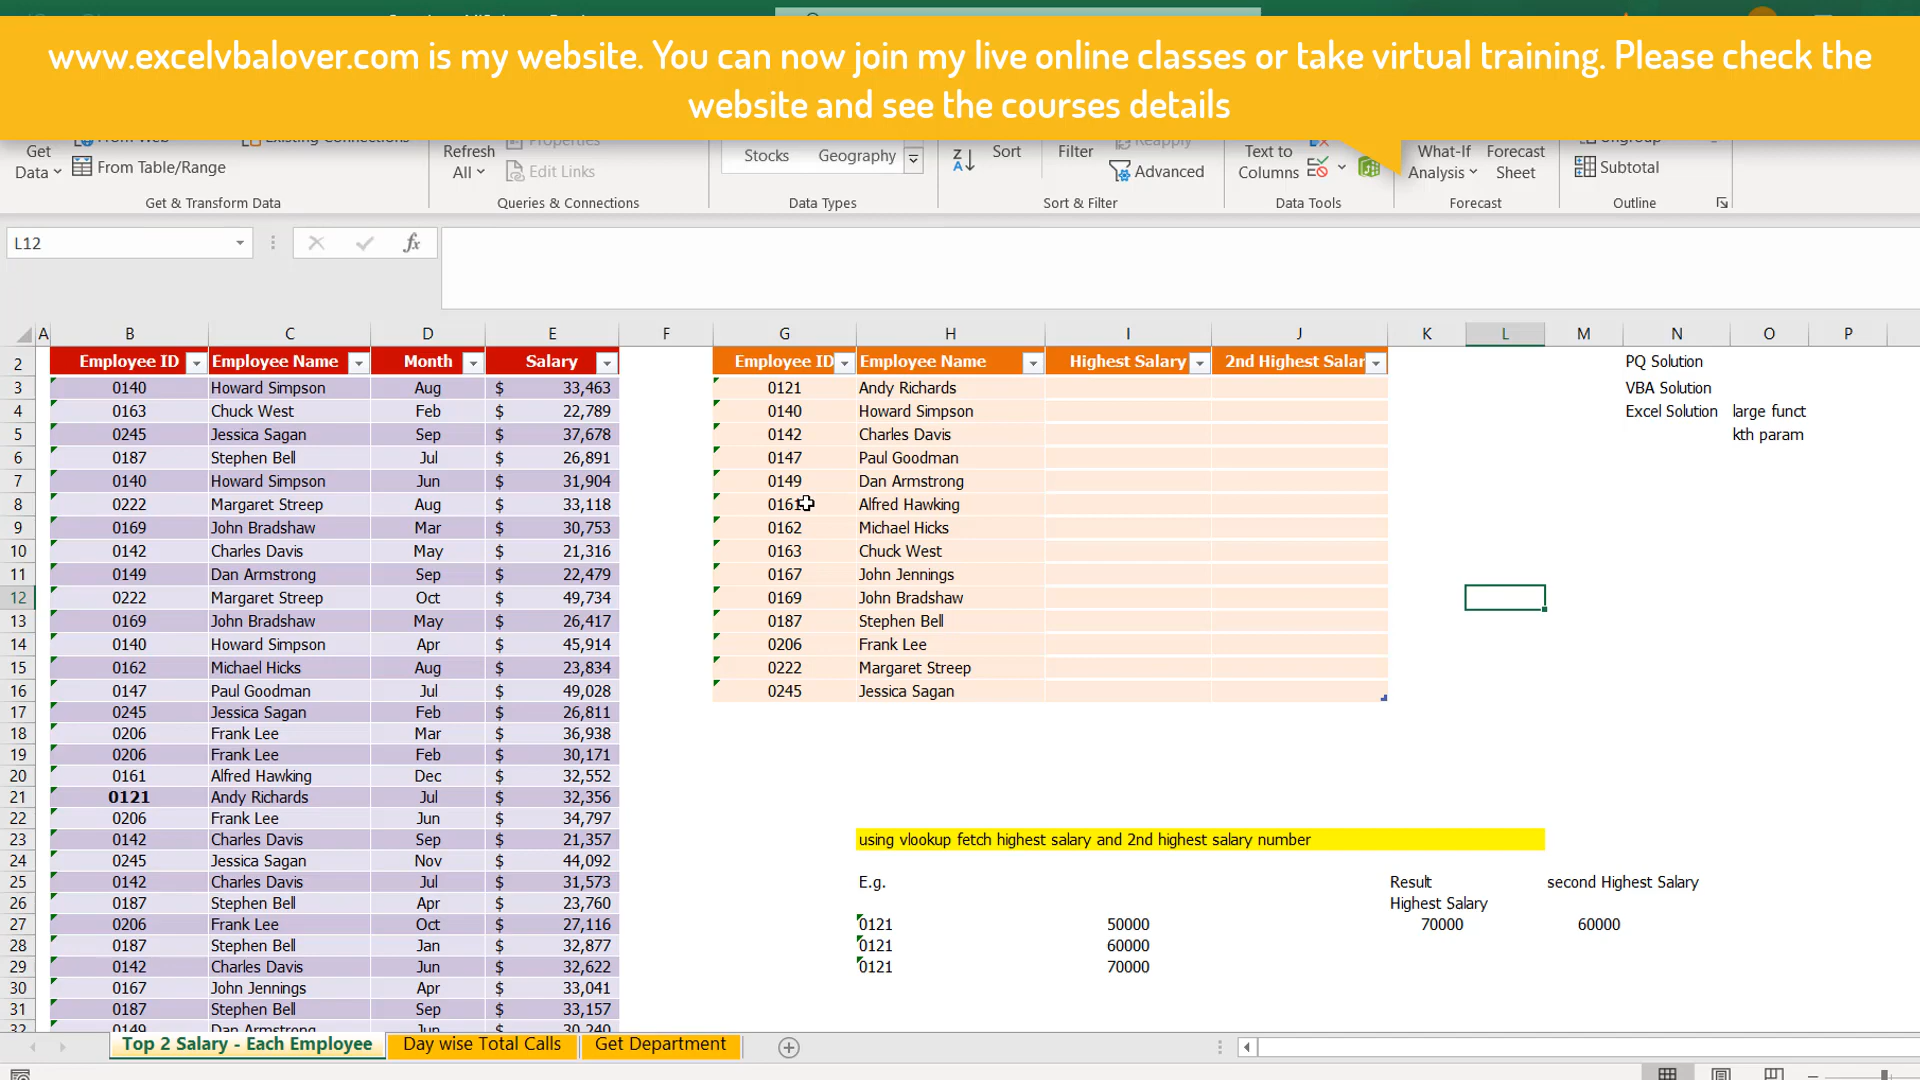 www.excelvbalover.com is my website. You can now join my live online classes or take virtual training. Please check the
website and see the courses details
Get
Data
From Table/Range
Refresh
All
Properties
Edit Links
Stocks
Geography
Sort
Filter
Reapply
Advanced
Text to
Columns
What-If
Analysis
Forecast
Sheet
Subtotal
Get & Transform Data
Queries & Connections
Data Types
Sort & Filter
Data Tools
Forecast
Outline
L12
fx
A B C D E F G H I J K L M N O P
2 Employee ID Employee Name Month Salary Employee ID Employee Name Highest Salary 2nd Highest Salar PQ Solution
3 0140 Howard Simpson Aug $ 33,463 0121 Andy Richards VBA Solution
4 0163 Chuck West Feb $ 22,789 0140 Howard Simpson Excel Solution large funct
5 0245 Jessica Sagan Sep $ 37,678 0142 Charles Davis kth param
6 0187 Stephen Bell Jul $ 26,891 0147 Paul Goodman
7 0140 Howard Simpson Jun $ 31,904 0149 Dan Armstrong
8 0222 Margaret Streep Aug $ 33,118 0161 Alfred Hawking
9 0169 John Bradshaw Mar $ 30,753 0162 Michael Hicks
10 0142 Charles Davis May $ 21,316 0163 Chuck West
11 0149 Dan Armstrong Sep $ 22,479 0167 John Jennings
12 0222 Margaret Streep Oct $ 49,734 0169 John Bradshaw
13 0169 John Bradshaw May $ 26,417 0187 Stephen Bell
14 0140 Howard Simpson Apr $ 45,914 0206 Frank Lee
15 0162 Michael Hicks Aug $ 23,834 0222 Margaret Streep
16 0147 Paul Goodman Jul $ 49,028 0245 Jessica Sagan
17 0245 Jessica Sagan Feb $ 26,811
18 0206 Frank Lee Mar $ 36,938
19 0206 Frank Lee Feb $ 30,171
20 0161 Alfred Hawking Dec $ 32,552
21 0121 Andy Richards Jul $ 32,356
22 0206 Frank Lee Jun $ 34,797
23 0142 Charles Davis Sep $ 21,357 using vlookup fetch highest salary and 2nd highest salary number
24 0245 Jessica Sagan Nov $ 44,092
25 0142 Charles Davis Jul $ 31,573 E.g. Result second Highest Salary
26 0187 Stephen Bell Apr $ 23,760 Highest Salary
27 0206 Frank Lee Oct $ 27,116 0121 50000 70000 60000
28 0187 Stephen Bell Jan $ 32,877 0121 60000
29 0142 Charles Davis Jun $ 32,622 0121 70000
30 0167 John Jennings Apr $ 33,041
31 0187 Stephen Bell Sep $ 33,157
32 0149 Dan Armstrong Jun $ 30,240
Top 2 Salary - Each Employee
Day wise Total Calls
Get Department